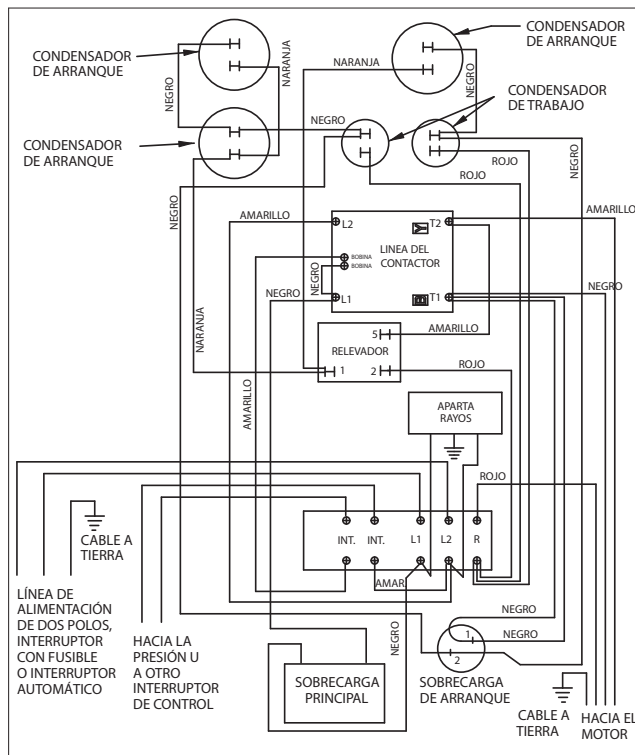 CONDENSADOR
DE ARRANQUE
CONDENSADOR
DE ARRANQUE
NEGRO
NARANJA
NARANJA
NEGRO
CONDENSADOR
DE TRABAJO
CONDENSADOR
DE ARRANQUE
NEGRO
ROJO
ROJO
NEGRO
NEGRO
AMARILLO
L2
Y
T2
AMARILLO
LINEA DEL
CONTACTOR
BOBINA
BOBINA
NEGRO
NEGRO
L1
B
T1
NEGRO
NARANJA
AMARILLO
5
AMARILLO
RELEVADOR
1
2
ROJO
APARTA
RAYOS
ROJO
CABLE A
TIERRA
INT.
INT.
L1
L2
R
AMAR.
LÍNEA DE
ALIMENTACIÓN
DE DOS POLOS,
INTERRUPTOR
CON FUSIBLE
O INTERRUPTOR
AUTOMÁTICO
HACIA LA
PRESIÓN U
A OTRO
INTERRUPTOR
DE CONTROL
NEGRO
NEGRO
1
NEGRO
2
SOBRECARGA
PRINCIPAL
SOBRECARGA
DE ARRANQUE
CABLE A
TIERRA
HACIA EL
MOTOR